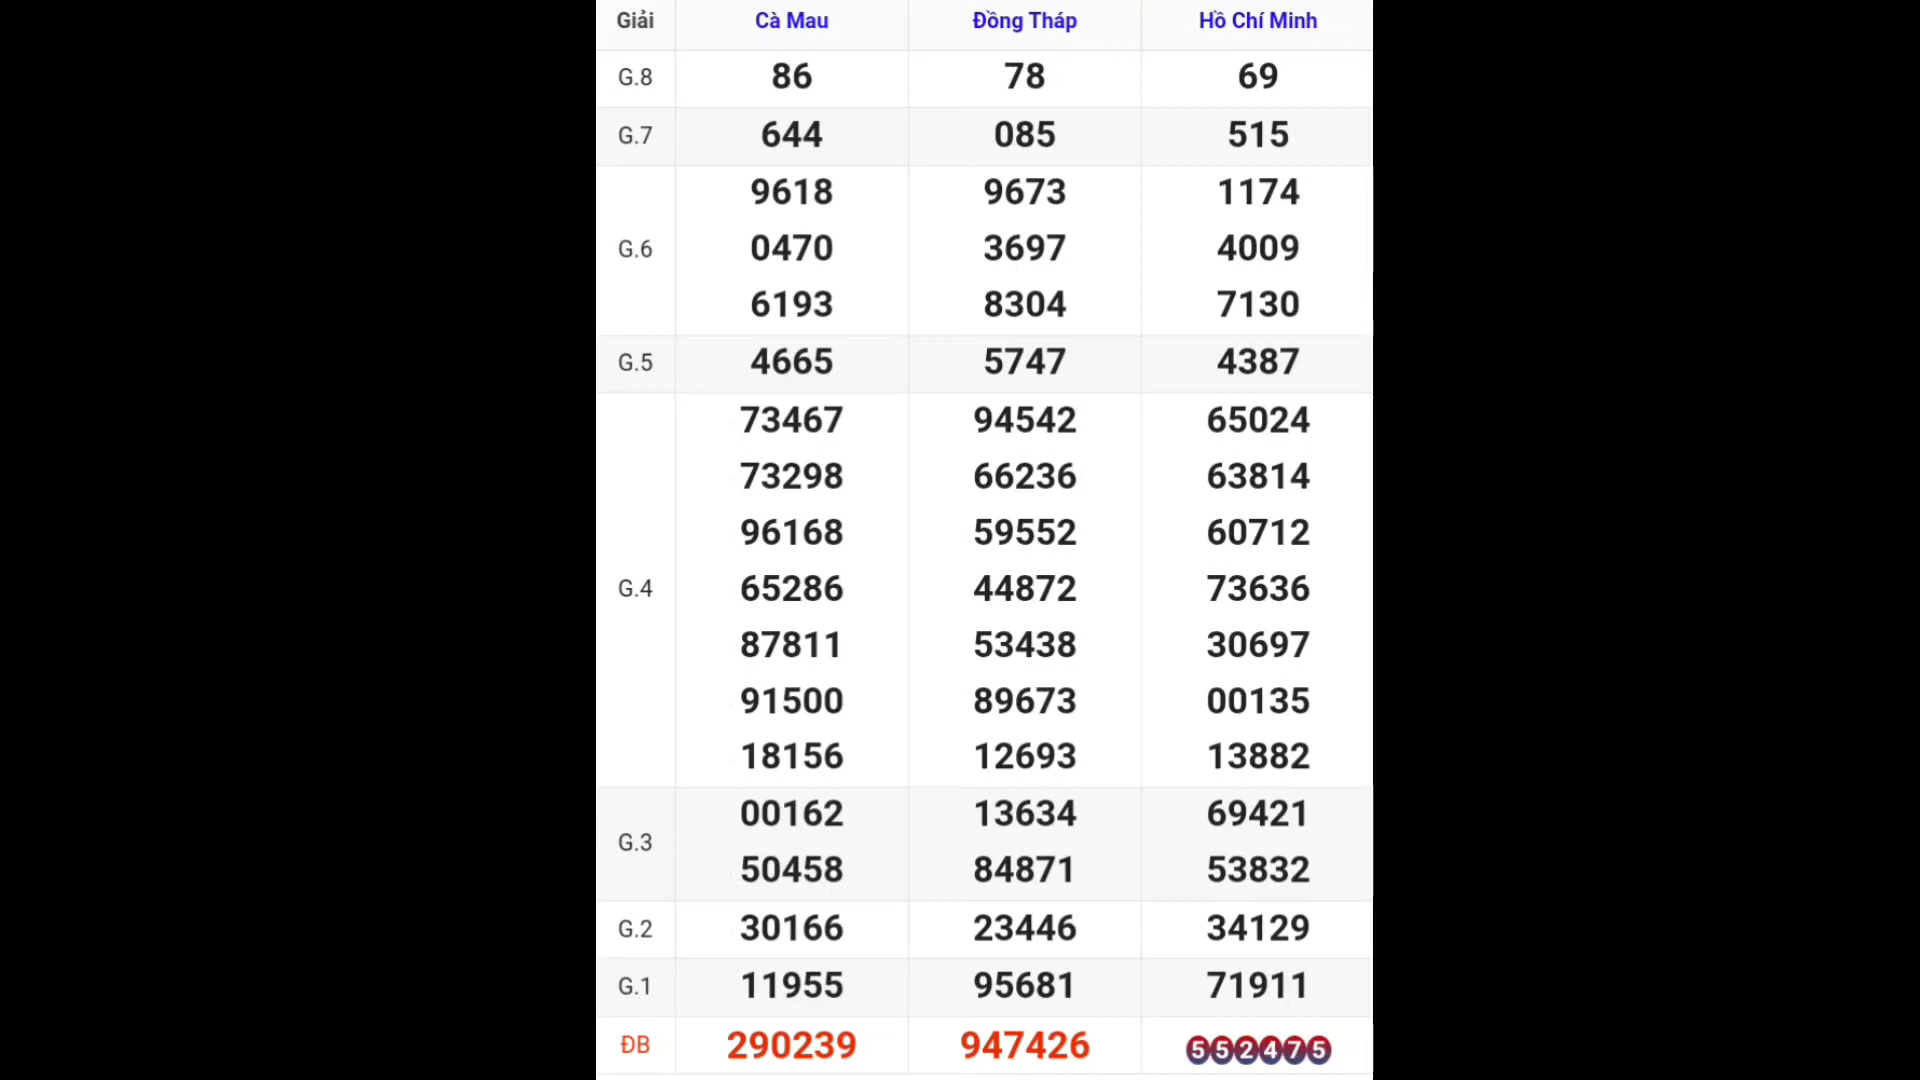 Giải Cà Mau Đồng Tháp Hồ Chí Minh
G.8 86 78 69
G.7 644 085 515
9618 9673 1174
G.6 0470 3697 4009
6193 8304 7130
G.5 4665 5747 4387
73467 94542 65024
73298 66236 63814
96168 59552 60712
G.4 65286 44872 73636
87811 53438 30697
91500 89673 00135
18156 12693 13882
G.3 00162 13634 69421
50458 84871 53832
G.2 30166 23446 34129
G.1 11955 95681 71911
ĐB 290239 947426 552475